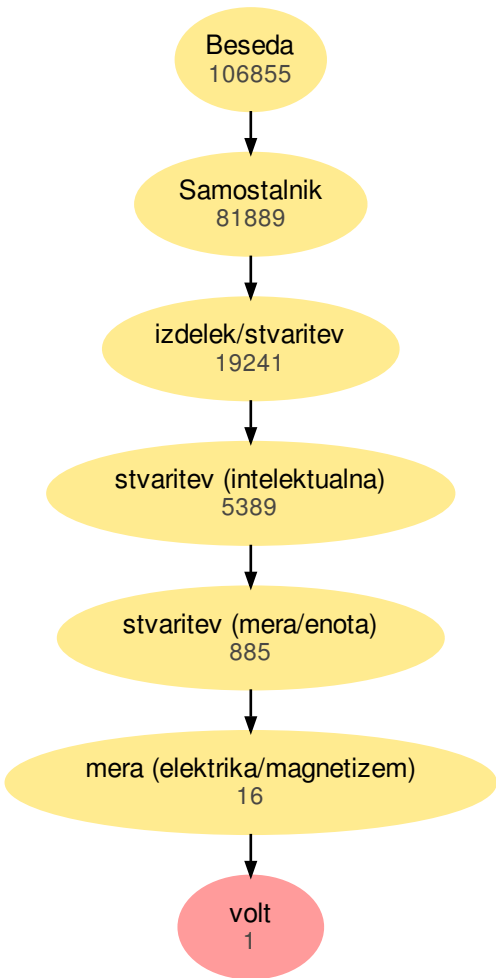 Beseda
106855
Samostalnik
81889
izdelek/stvaritev
19241
stvaritev (intelektualna)
5389
stvaritev (mera/enota)
885
mera (elektrika/magnetizem)
16
volt
1